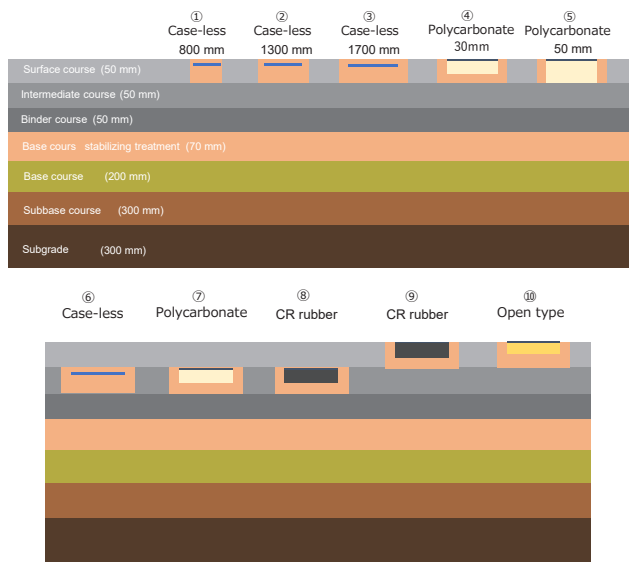 ① ② ③ ④ ⑤
Case-less Case-less Case-less Polycarbonate Polycarbonate
800 mm 1300 mm 1700 mm 30mm 50 mm
Surface course (50 mm)
Intermediate course (50 mm)
Binder course (50 mm)
Base cours stabilizing treatment (70 mm)
Base course (200 mm)
Subbase course (300 mm)
Subgrade (300 mm)
⑥ ⑦ ⑧ ⑨ ⑩
Case-less Polycarbonate CR rubber CR rubber Open type